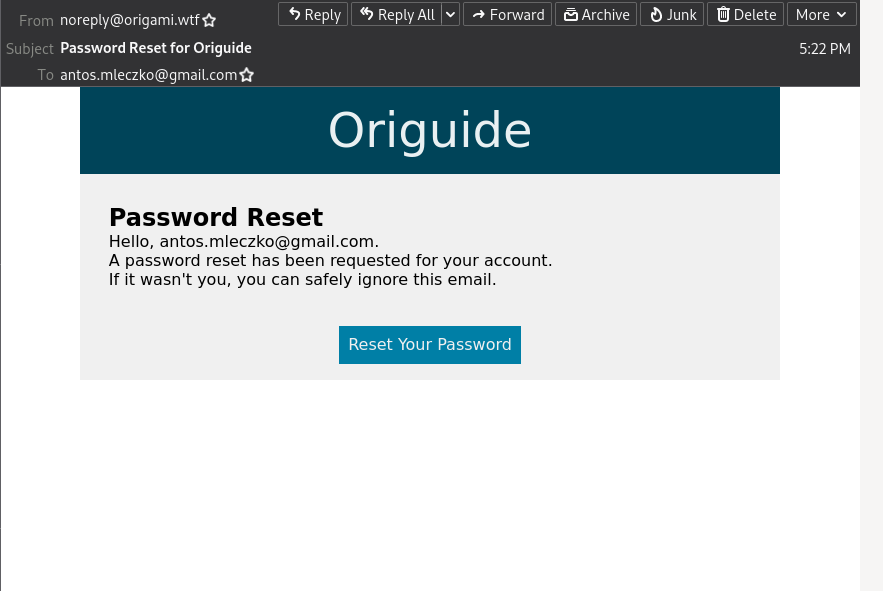 From noreply@origami.wtf
Reply Reply All Forward Archive Junk Delete More
Subject Password Reset for Origuide 5:22 PM
To antos.mleczko@gmail.com
Origuide
Password Reset
Hello, antos.mleczko@gmail.com.
A password reset has been requested for your account.
If it wasn't you, you can safely ignore this email.
Reset Your Password